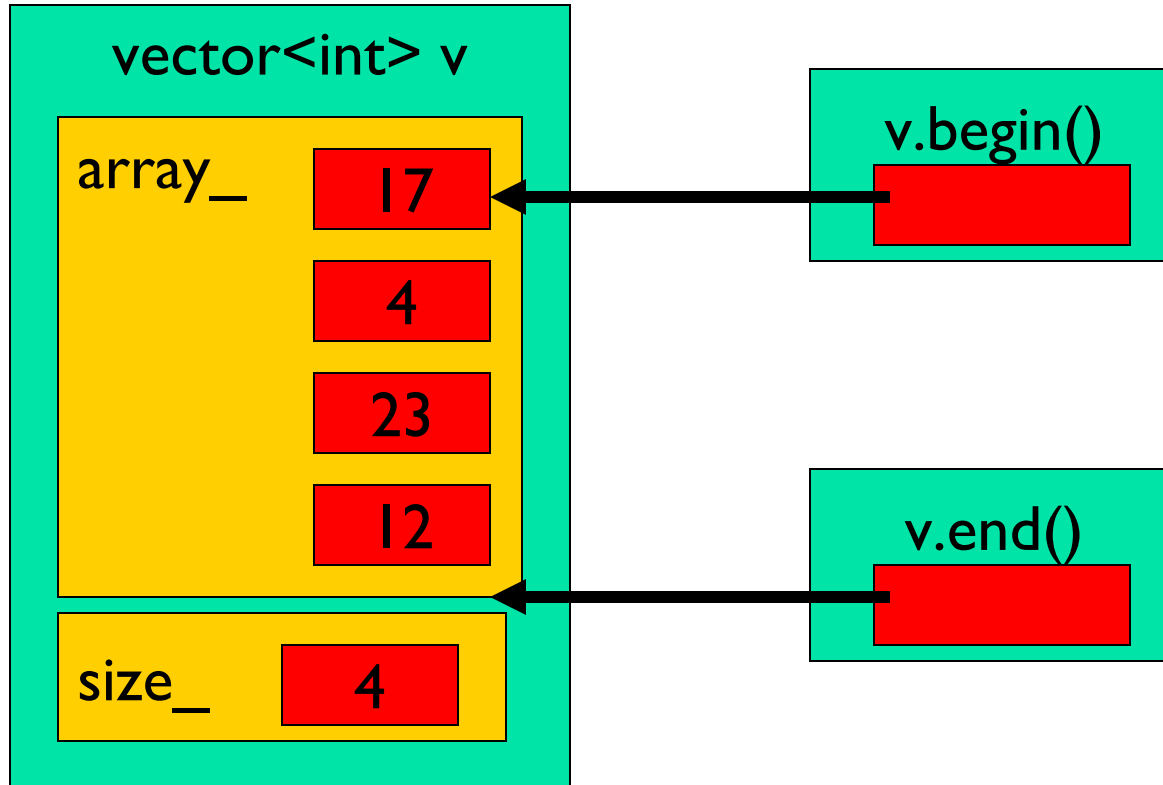 vector<int> v
array_
17
4
23
12
size_
4
v.begin()
v.end()